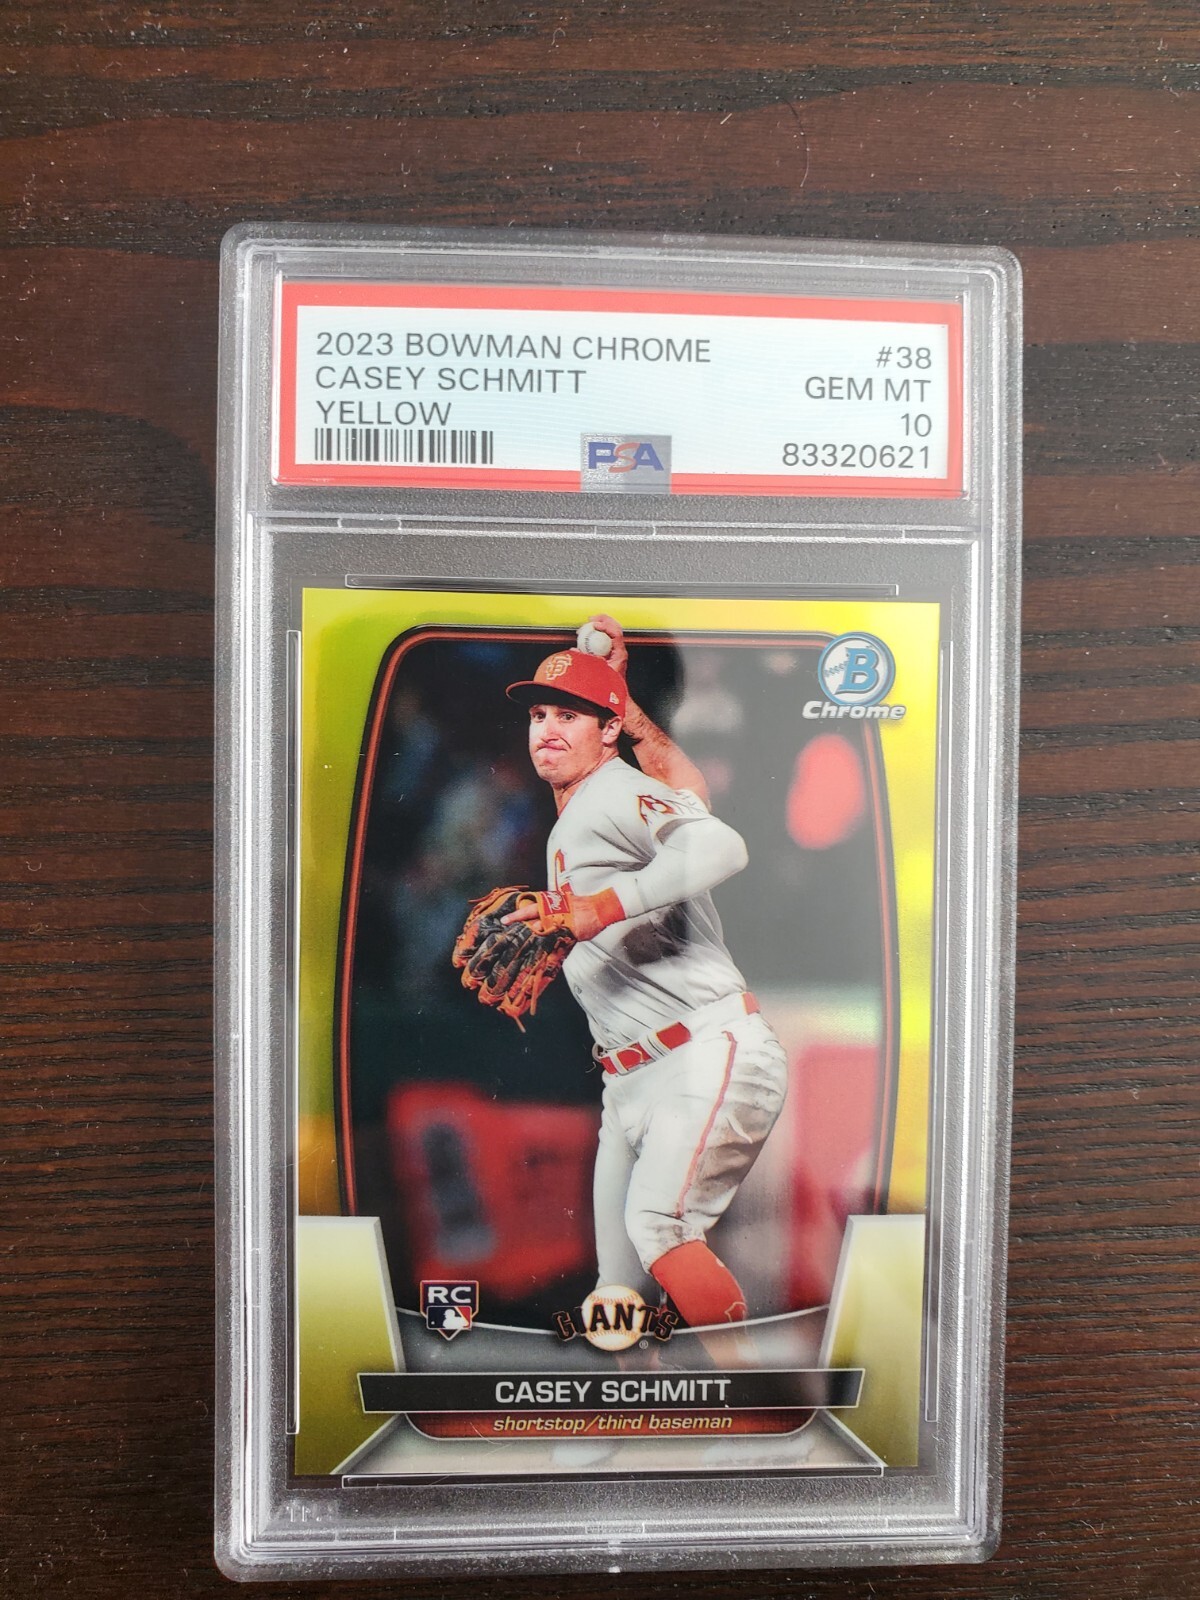 2023 BOWMAN CHROME #38
CASEY SCHMITT GEM MT
YELLOW 10
83320621
PSA
B
Chrome
SF
RC
GIANTS
®
CASEY SCHMITT
shortstop/third baseman